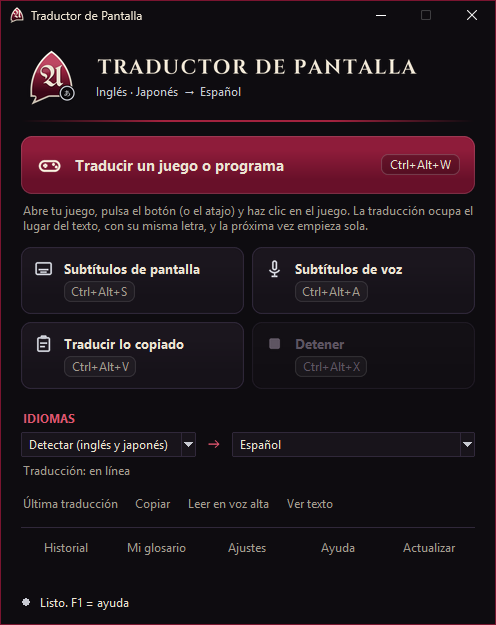 Traductor de Pantalla
TRADUCTOR DE PANTALLA
Inglés · Japonés → Español
Traducir un juego o programa
Ctrl+Alt+W
Abre tu juego, pulsa el botón (o el atajo) y haz clic en el juego. La traducción ocupa el
lugar del texto, con su misma letra, y la próxima vez empieza sola.
Subtítulos de pantalla
Ctrl+Alt+S
Subtítulos de voz
Ctrl+Alt+A
Traducir lo copiado
Ctrl+Alt+V
Detener
Ctrl+Alt+X
IDIOMAS
Detectar (inglés y japonés) → Español
Traducción: en línea
Última traducción Copiar Leer en voz alta Ver texto
Historial Mi glosario Ajustes Ayuda Actualizar
Listo. F1 = ayuda